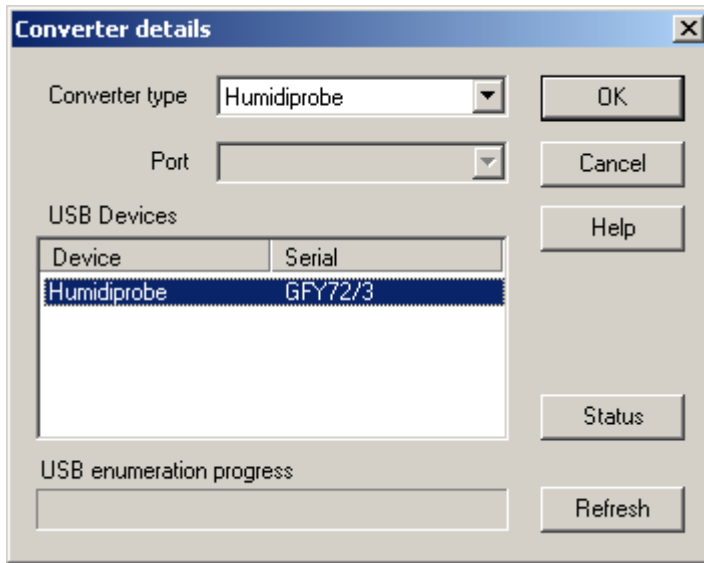 Converter details
Converter type Humidiprobe OK
Port Cancel
USB Devices Help
Device Serial
Humidiprobe GFY72/3
Status
USB enumeration progress
Refresh